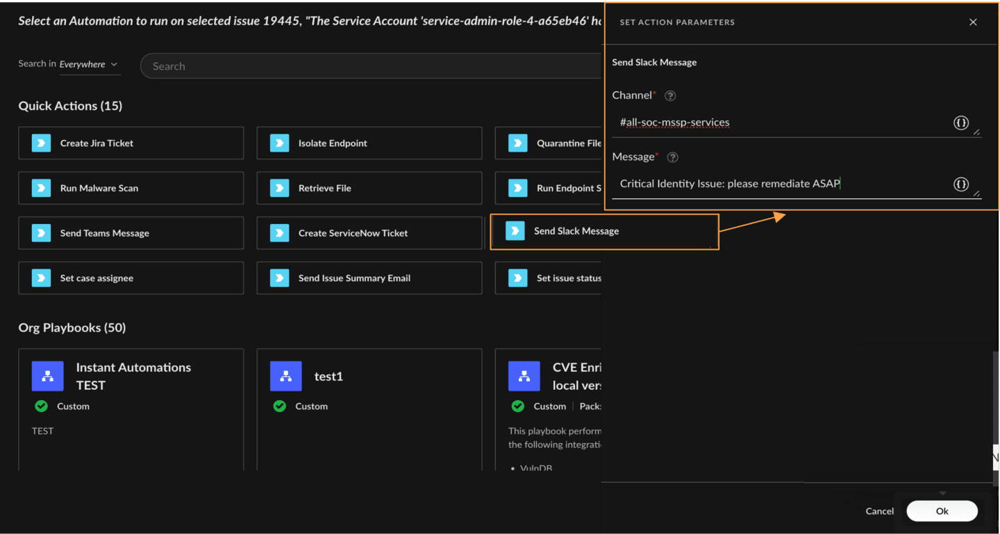 Select an Automation to run on selected issue 19445, "The Service Account 'service-admin-role-4-a65eb46'
SET ACTION PARAMETERS
Send Slack Message
Channel*
#all-soc-mssp-services
Message*
Critical Identity Issue: please remediate ASAP
Search in Everywhere
Search
Quick Actions (15)
Create Jira Ticket
Isolate Endpoint
Quarantine File
Run Malware Scan
Retrieve File
Run Endpoint S
Send Teams Message
Create ServiceNow Ticket
Send Slack Message
Set case assignee
Send Issue Summary Email
Set issue status
Org Playbooks (50)
Instant Automations
TEST
Custom
TEST
test1
Custom
CVE Enri
local vers
Custom | Pack:
This playbook perform
the following integrati
• VulnDB
Cancel
Ok